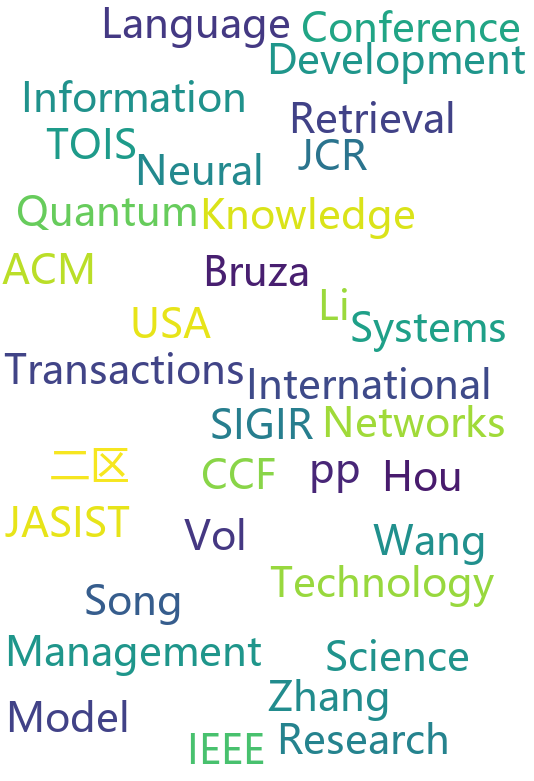 Language Conference
Development
Information
Retrieval
TOIS JCR
Neural
Quantum Knowledge
ACM Bruza
Li
USA Systems
Transactions International
SIGIR Networks
二区 CCF pp Hou
JASIST Vol Wang
Technology
Song
Management Science
Zhang
Model Research
IEEE